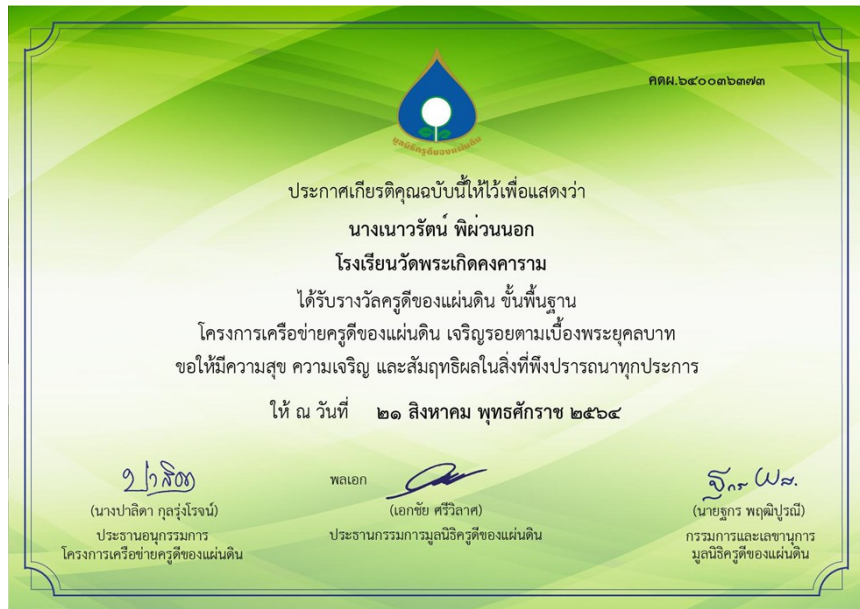 คดผ.๖๔๐๐๓๖๓๗๓
มูลนิธิครูดีของแผ่นดิน
ประกาศเกียรติคุณฉบับนี้ให้ไว้เพื่อแสดงว่า
นางเนาวรัตน์ พิผ่วนนอก
โรงเรียนวัดพระเกิดคงคาราม
ได้รับรางวัลครูดีของแผ่นดิน ขั้นพื้นฐาน
โครงการเครือข่ายครูดีของแผ่นดิน เจริญรอยตามเบื้องพระยุคลบาท
ขอให้มีความสุข ความเจริญ และสัมฤทธิผลในสิ่งที่พึงปรารถนาทุกประการ
ให้ ณ วันที่ ๒๑ สิงหาคม พุทธศักราช ๒๕๖๔
ปาลิดา
(นางปาลิดา กุลรุ่งโรจน์)
ประธานอนุกรรมการ
โครงการเครือข่ายครูดีของแผ่นดิน
พลเอก
(เอกชัย ศรีวิลาศ)
ประธานกรรมการมูลนิธิครูดีของแผ่นดิน
(นายฐกร พฤฒิปูรณี)
กรรมการและเลขานุการ
มูลนิธิครูดีของแผ่นดิน